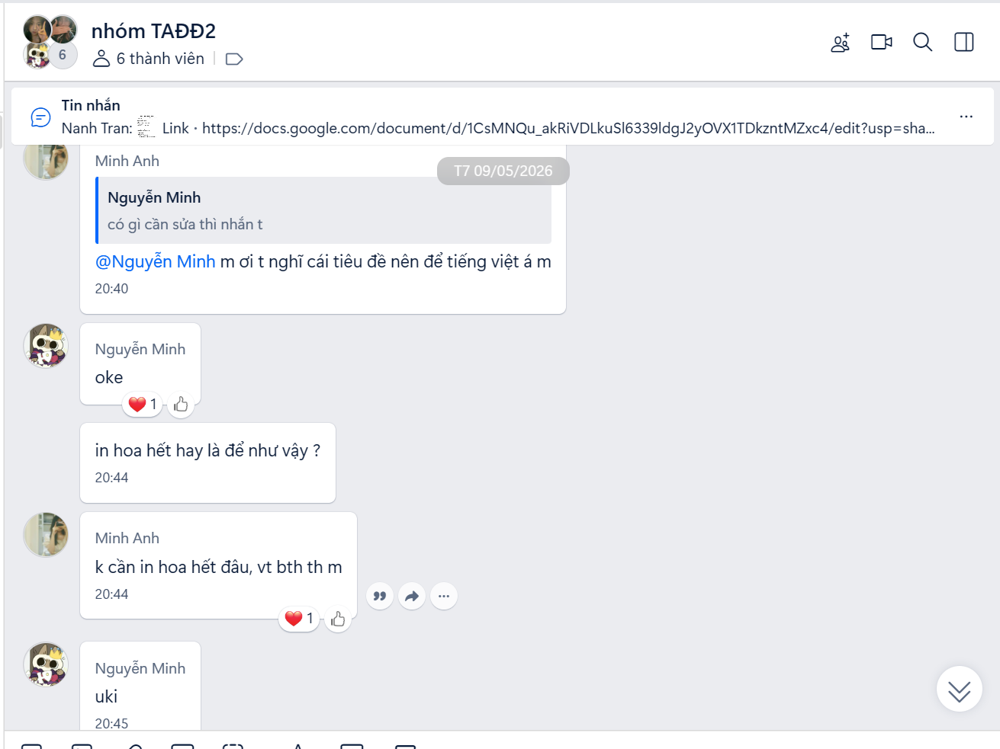 nhóm TAĐĐ2
6
6 thành viên
Tin nhắn
Nanh Tran: Link · https://docs.google.com/document/d/1CsMNQu_akRiVDLkuSl6339ldgJ2yOVX1TDkzntMZxc4/edit?usp=sha...
T7 09/05/2026
Minh Anh
Nguyễn Minh
có gì cần sửa thì nhắn t
@Nguyễn Minh m ơi t nghĩ cái tiêu đề nên để tiếng việt á m
20:40
Nguyễn Minh
oke
1
in hoa hết hay là để như vậy ?
20:44
Minh Anh
k cần in hoa hết đâu, vt bth th m
20:44
1
Nguyễn Minh
uki
20:45